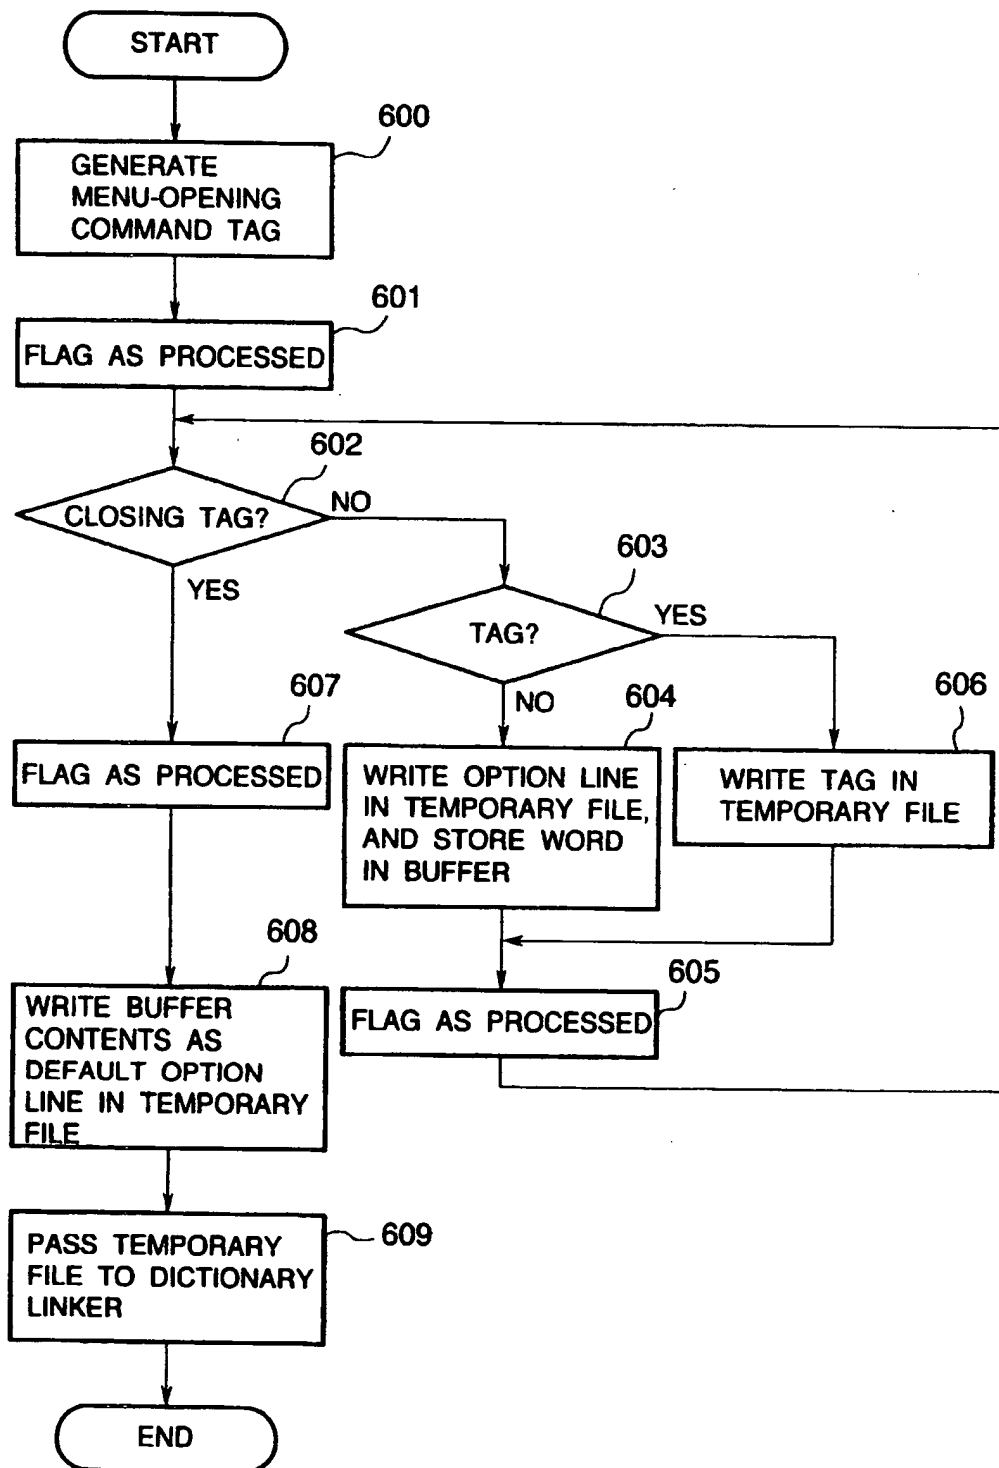 START
600
GENERATE
MENU-OPENING
COMMAND TAG
601
FLAG AS PROCESSED
602
CLOSING TAG?
NO
YES
603
TAG?
YES
NO
607
FLAG AS PROCESSED
604
WRITE OPTION LINE
IN TEMPORARY FILE,
AND STORE WORD
IN BUFFER
606
WRITE TAG IN
TEMPORARY FILE
605
FLAG AS PROCESSED
608
WRITE BUFFER
CONTENTS AS
DEFAULT OPTION
LINE IN TEMPORARY
FILE
609
PASS TEMPORARY
FILE TO DICTIONARY
LINKER
END